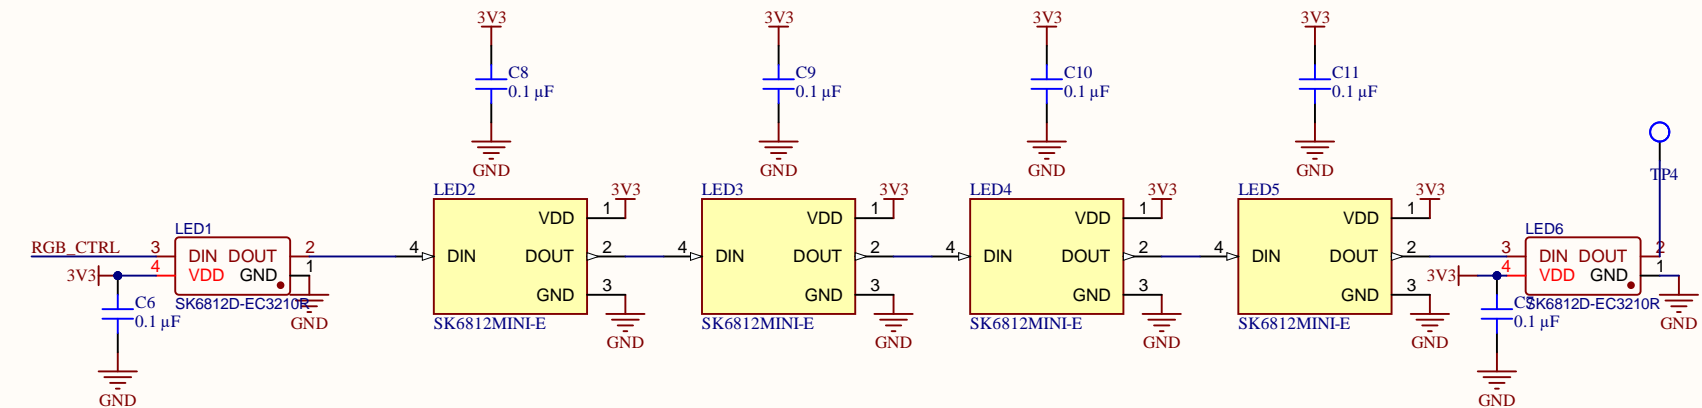 3V3
3V3
3V3
3V3
C8
0.1 µF
C9
0.1 µF
C10
0.1 µF
C11
0.1 µF
GND
GND
GND
GND
TP4
LED1
RGB_CTRL
3
DIN
DOUT
2
3V3
4
VDD
GND
1
SK6812D-EC3210R
C6
0.1 µF
GND
GND
LED2
3V3
VDD
1
4
DIN
DOUT
2
GND
3
SK6812MINI-E
GND
LED3
3V3
VDD
1
4
DIN
DOUT
2
GND
3
SK6812MINI-E
GND
LED4
3V3
VDD
1
4
DIN
DOUT
2
GND
3
SK6812MINI-E
GND
LED5
3V3
VDD
1
4
DIN
DOUT
2
GND
3
SK6812MINI-E
GND
LED6
3
DIN
DOUT
2
3V3
4
VDD
GND
1
SK6812D-EC3210R
0.1 µF
GND
GND